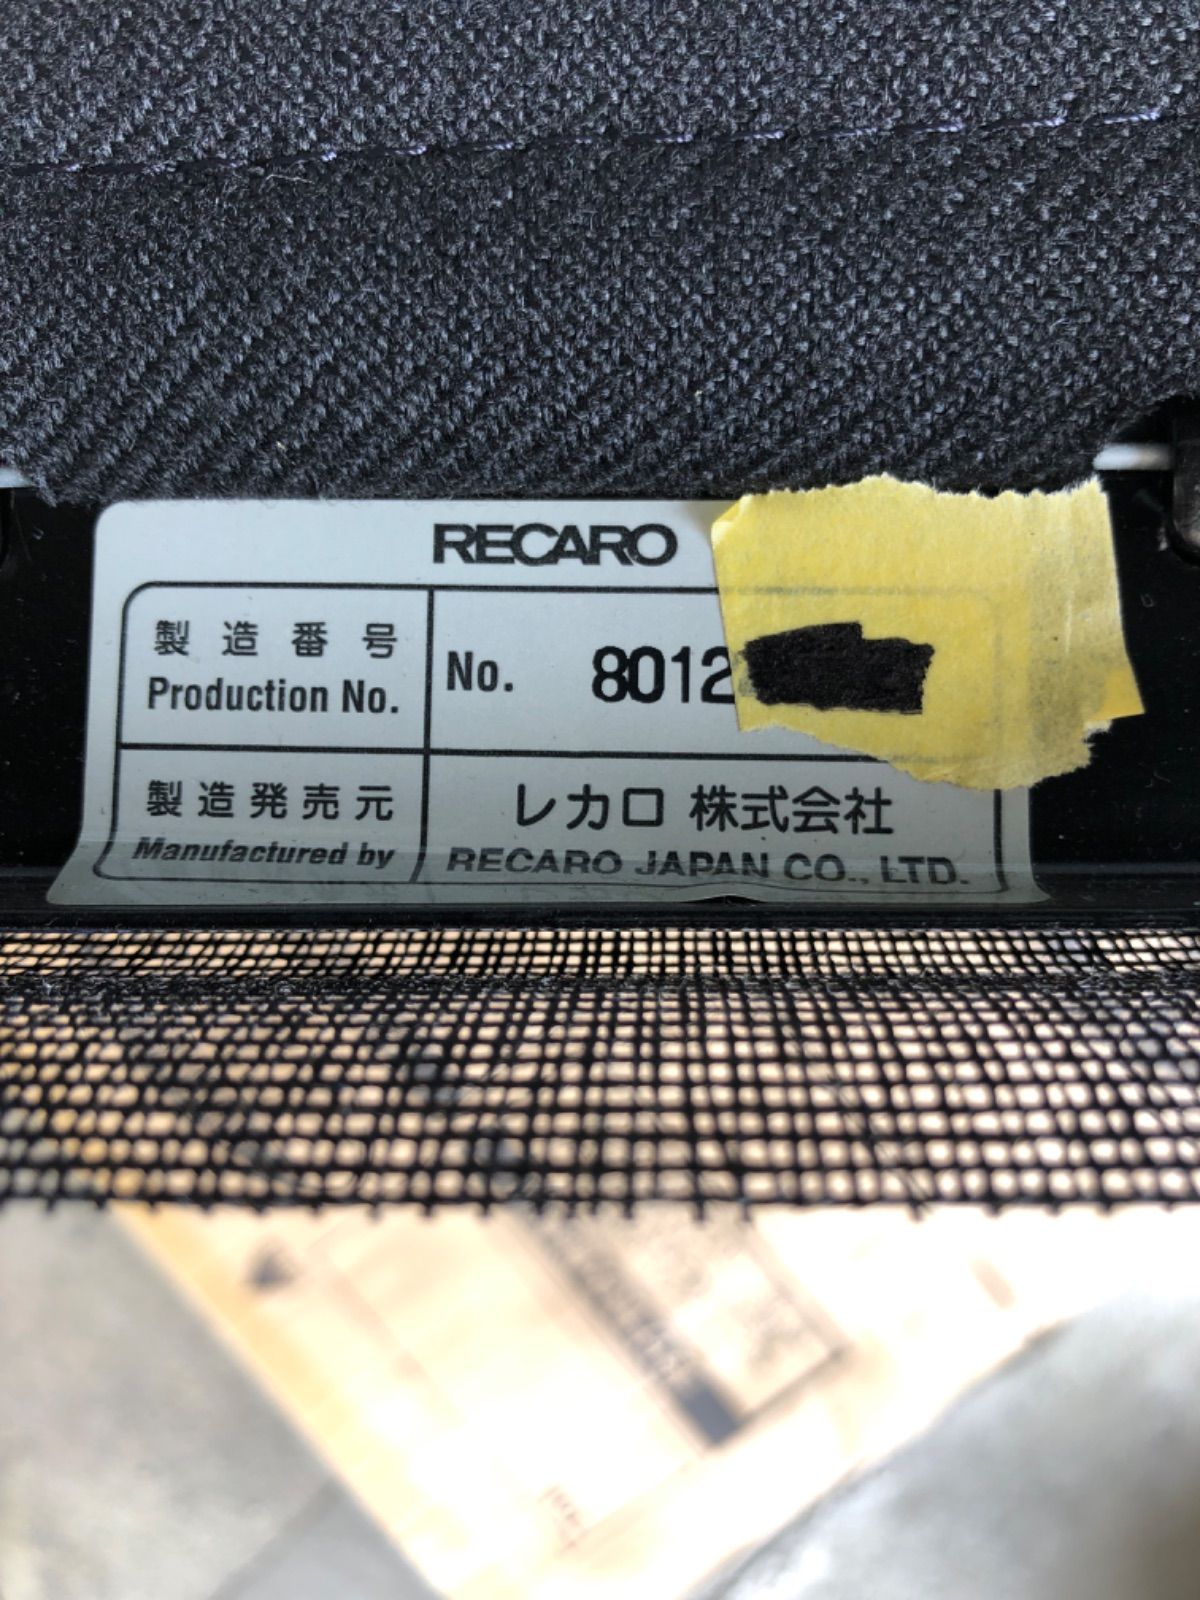 RECARO
製造番号
Production No.
No. 8012
製造発売元
Manufactured by
レカロ 株式会社
RECARO JAPAN CO., LTD.